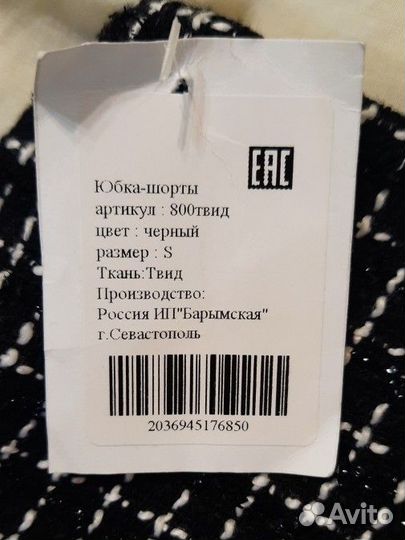 EAC
Юбка-шорты
артикул : 800твид
цвет : черный
размер : S
Ткань:Твид
Производство:
Россия ИП"Барымская"
г.Севастополь
2036945176850
Avito